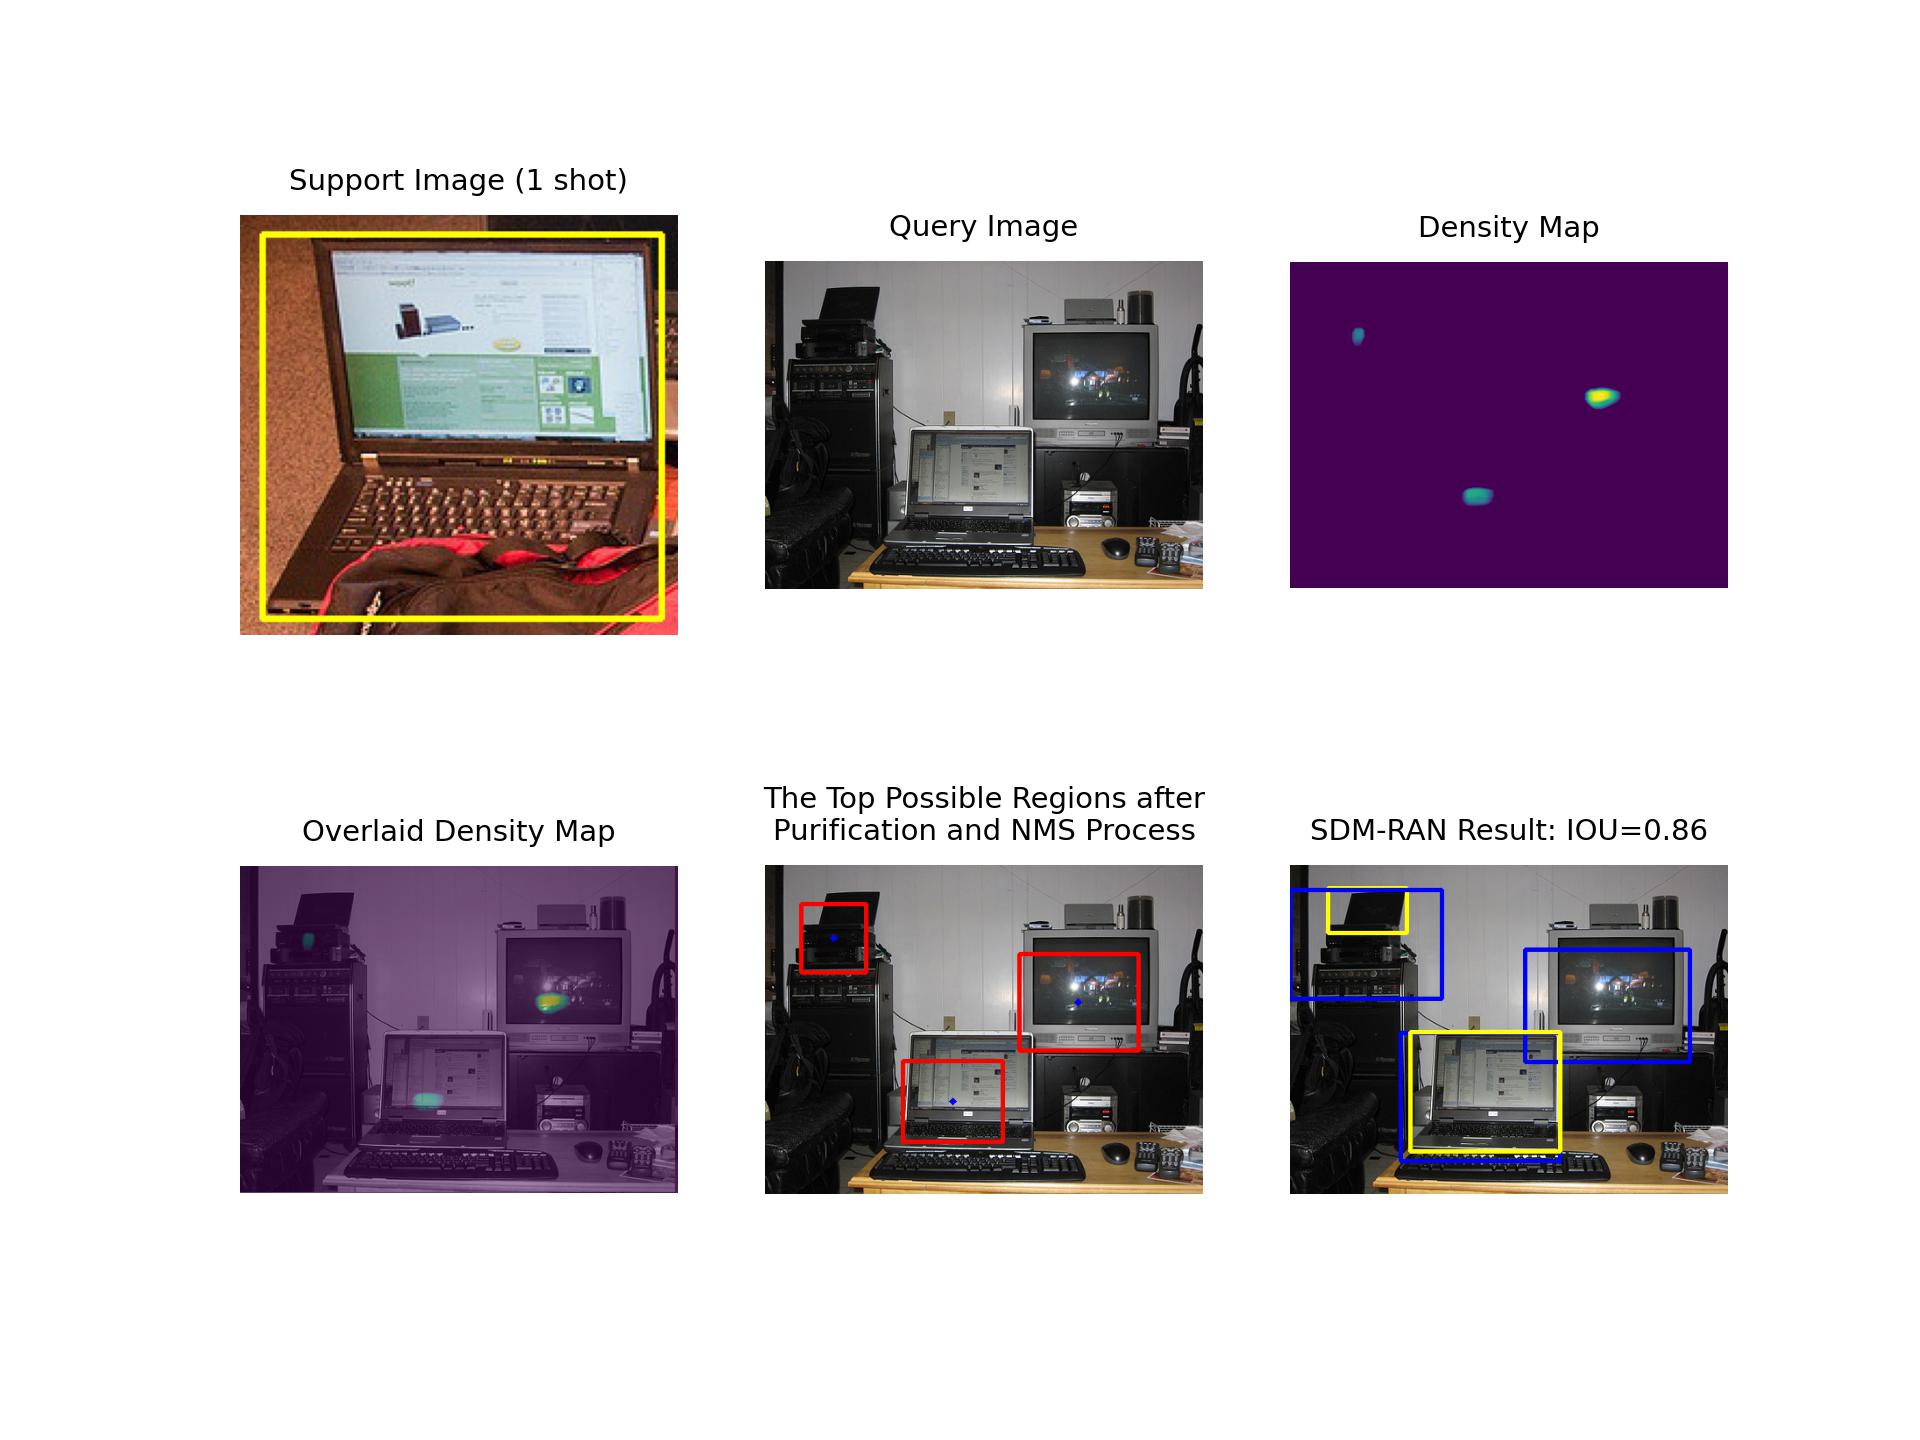 Support Image (1 shot)
Query Image
Density Map
woot!
Overlaid Density Map
The Top Possible Regions after
Purification and NMS Process
SDM-RAN Result: IOU=0.86